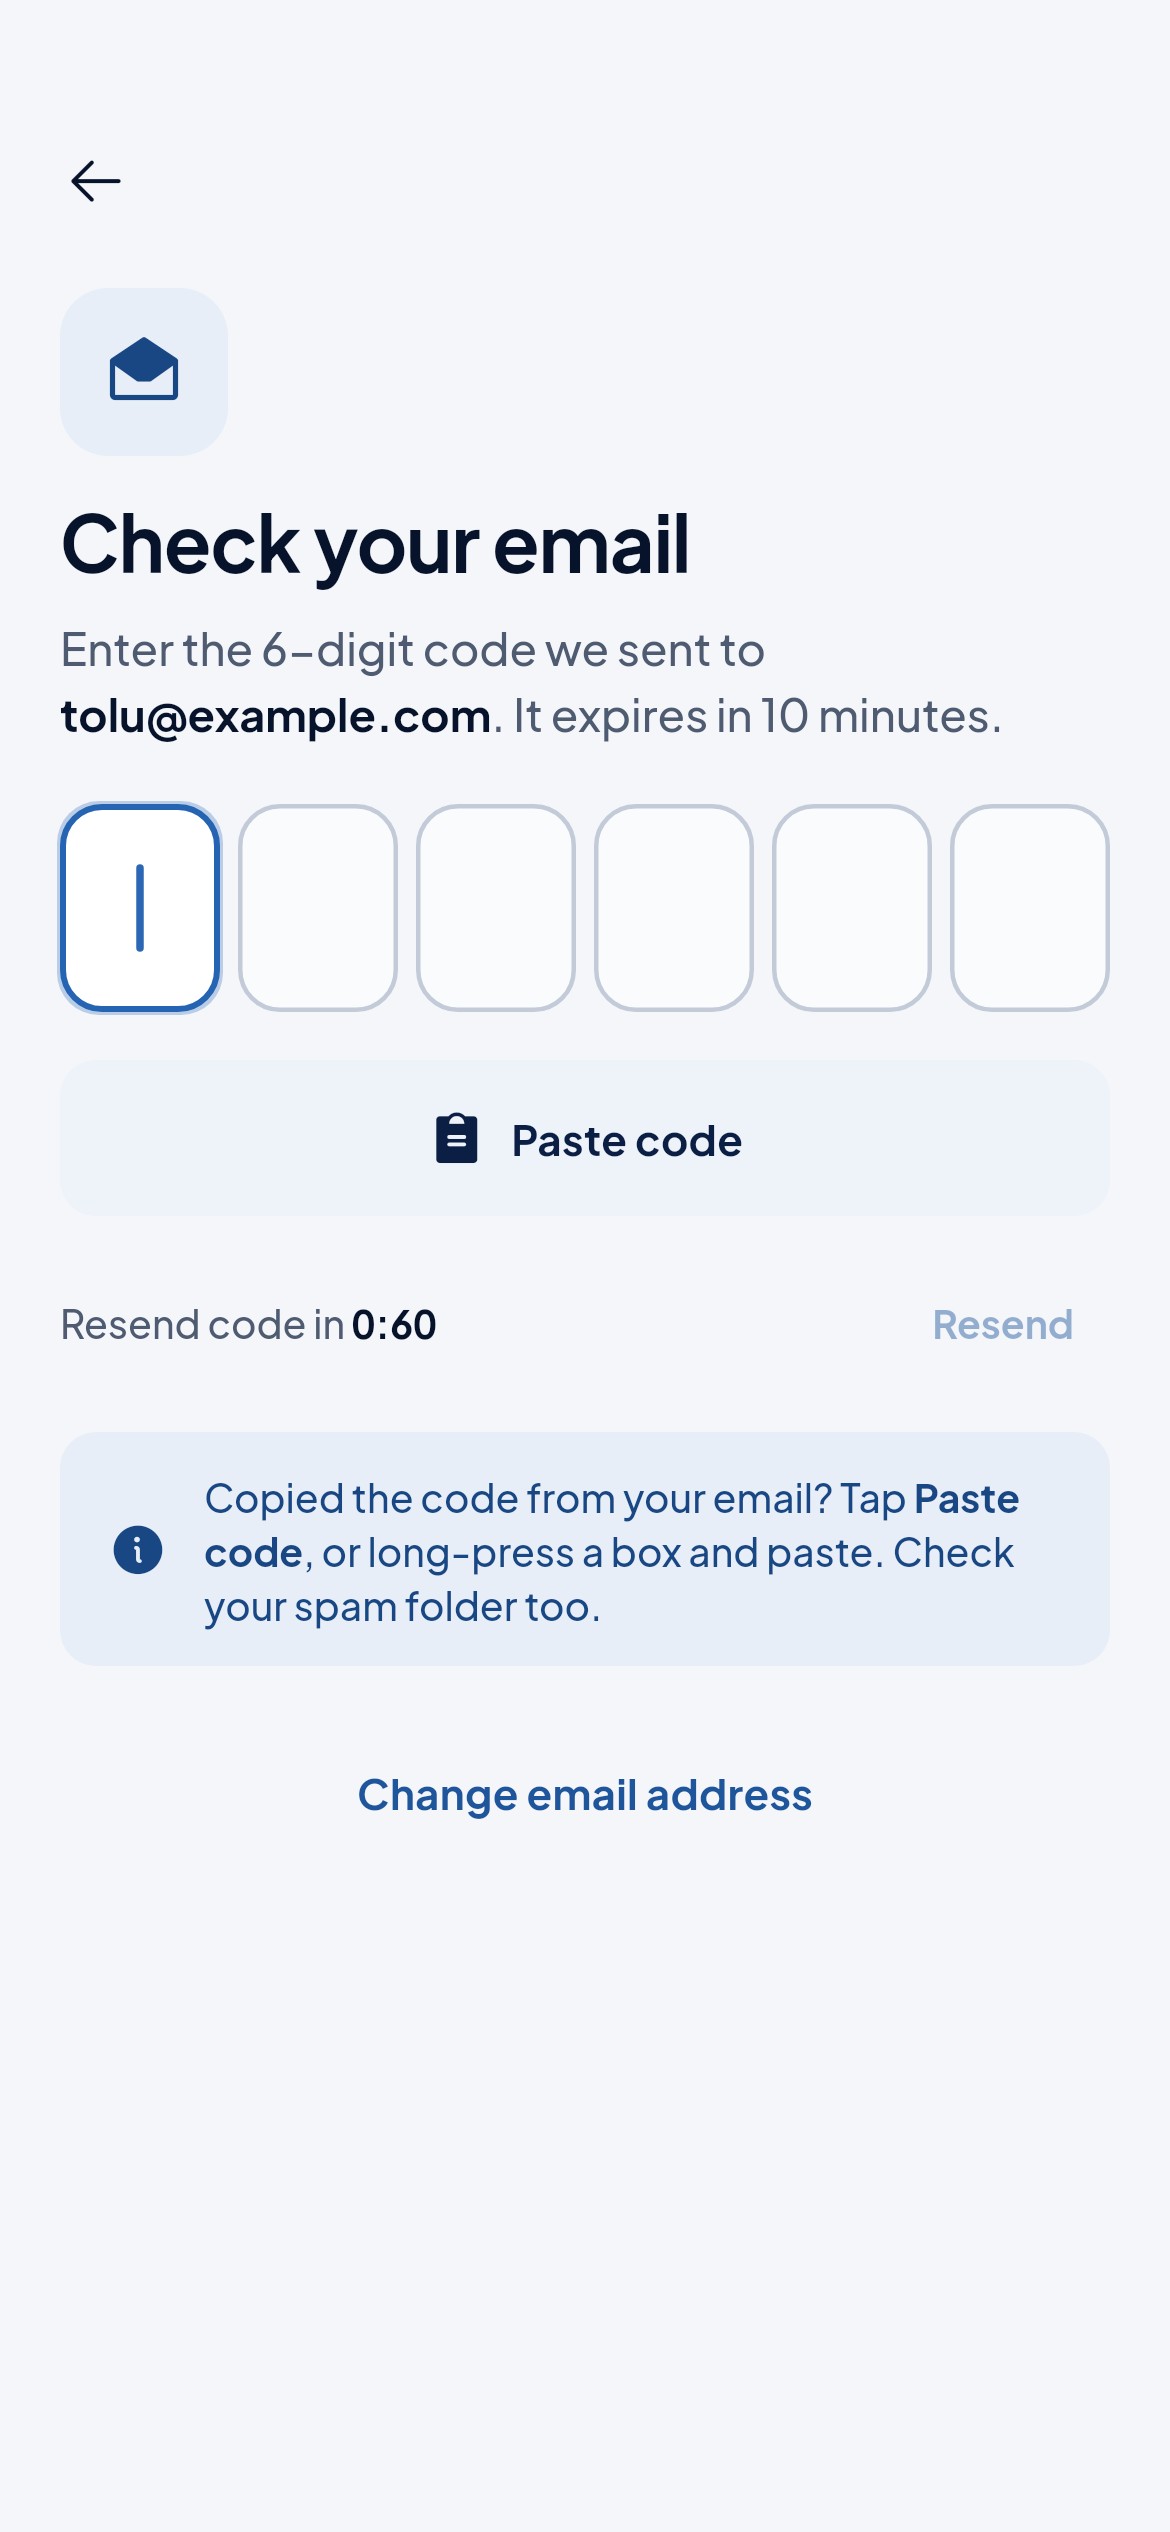 Check your email
Enter the 6-digit code we sent to
tolu@example.com. It expires in 10 minutes.
Paste code
Resend code in 0:60
Resend
Copied the code from your email? Tap Paste
code, or long-press a box and paste. Check
your spam folder too.
Change email address